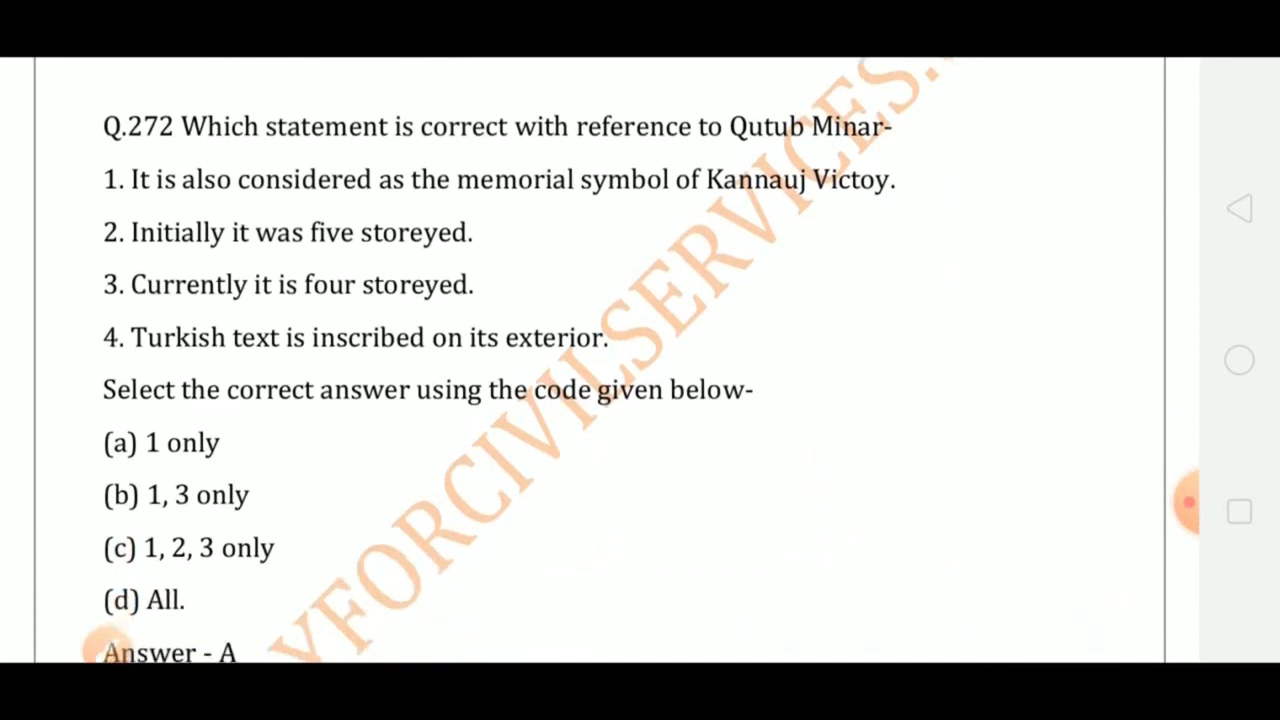 Q.272 Which statement is correct with reference to Qutub Minar-
1. It is also considered as the memorial symbol of Kannauj Victoy.
2. Initially it was five storeyed.
3. Currently it is four storeyed.
4. Turkish text is inscribed on its exterior.
Select the correct answer using the code given below-
(a) 1 only
(b) 1, 3 only
(c) 1, 2, 3 only
(d) All.
Answer - A
YFORCIVILSERVICES.